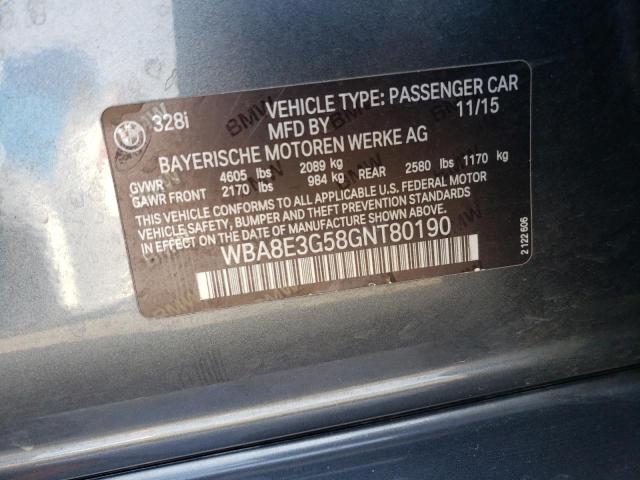 328i VEHICLE TYPE: PASSENGER CAR
MFD BY 11/15
BAYERISCHE MOTOREN WERKE AG
GVWR 4605 lbs 2089 kg
GAWR FRONT 2170 lbs 984 kg REAR 2580 lbs 1170 kg
THIS VEHICLE CONFORMS TO ALL APPLICABLE U.S. FEDERAL MOTOR
VEHICLE SAFETY, BUMPER AND THEFT PREVENTION STANDARDS
IN EFFECT ON THE DATE OF MANUFACTURE SHOWN ABOVE.
WBA8E3G58GNT80190
2 122 606